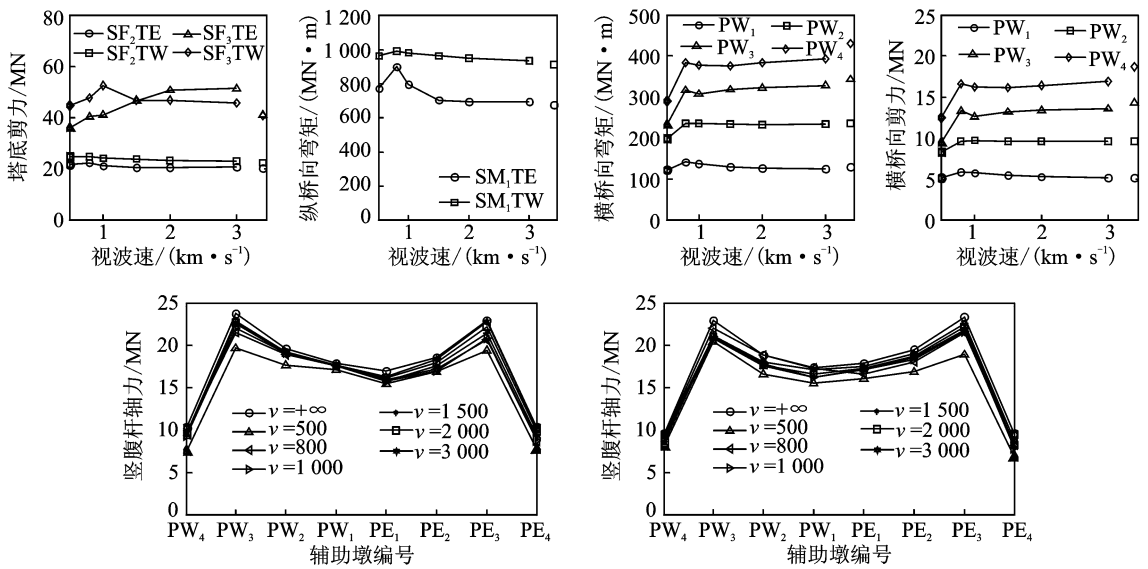 塔底剪力/MN
80
60
40
20
0
SF₂TE
SF₃TE
SF₂TW
SF₃TW
1
2
3
视波速/(km·s⁻¹)
纵桥向弯矩/(MN·m)
1 200
1 000
800
600
400
200
0
SM₁TE
SM₁TW
1
2
3
视波速/(km·s⁻¹)
横桥向弯矩/(MN·m)
500
400
300
200
100
0
PW₁
PW₂
PW₃
PW₄
1
2
3
视波速/(km·s⁻¹)
横桥向剪力/MN
25
20
15
10
5
0
PW₁
PW₂
PW₃
PW₄
1
2
3
视波速/(km·s⁻¹)
竖腹杆轴力/MN
25
20
15
10
5
0
v=+∞
v=1 500
v=500
v=2 000
v=800
v=3 000
v=1 000
PW₄ PW₃ PW₂ PW₁ PE₁ PE₂ PE₃ PE₄
辅助墩编号
竖腹杆轴力/MN
25
20
15
10
5
0
v=+∞
v=1 500
v=500
v=2 000
v=800
v=3 000
v=1 000
PW₄ PW₃ PW₂ PW₁ PE₁ PE₂ PE₃ PE₄
辅助墩编号